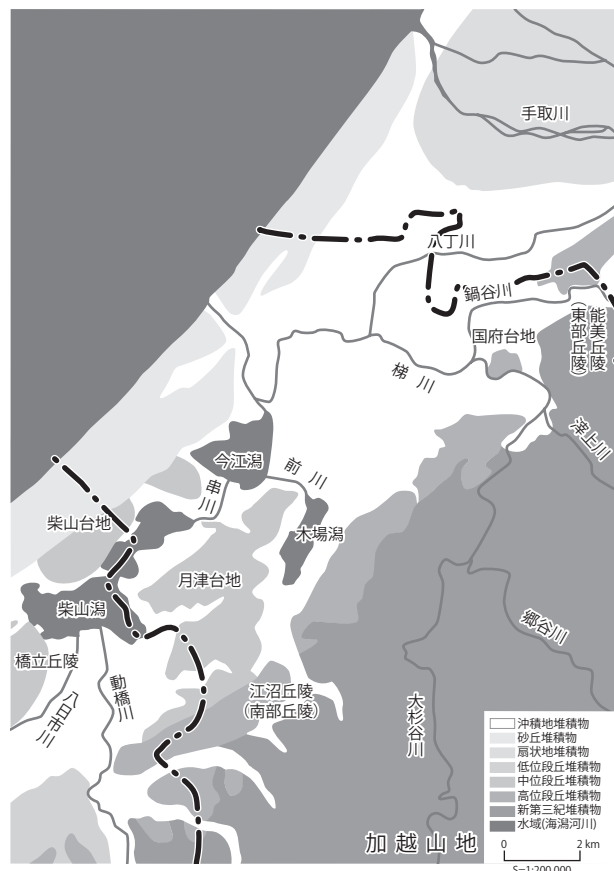 手取川
八丁川
鍋谷川
国府台地
能美丘陵
(東部丘陵)
梯川
滓上川
今江潟
前川
串川
木場潟
柴山台地
月津台地
柴山潟
郷谷川
橋立丘陵
動橋川
八日市川
江沼丘陵
(南部丘陵)
大杉谷川
加越山地
沖積地堆積物
砂丘堆積物
扇状地堆積物
低位段丘堆積物
中位段丘堆積物
高位段丘堆積物
新第三紀堆積物
水域(海潟河川)
0 2 km
S=1:200,000